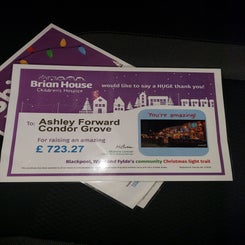 Brian House
Children's Hospice
would like to say a HUGE thank you!
You're amazing!
To: Ashley Forward
Condor Grove
For raising an amazing
£ 723.27
Blackpool, Wyre and Fylde's community Christmas light trail